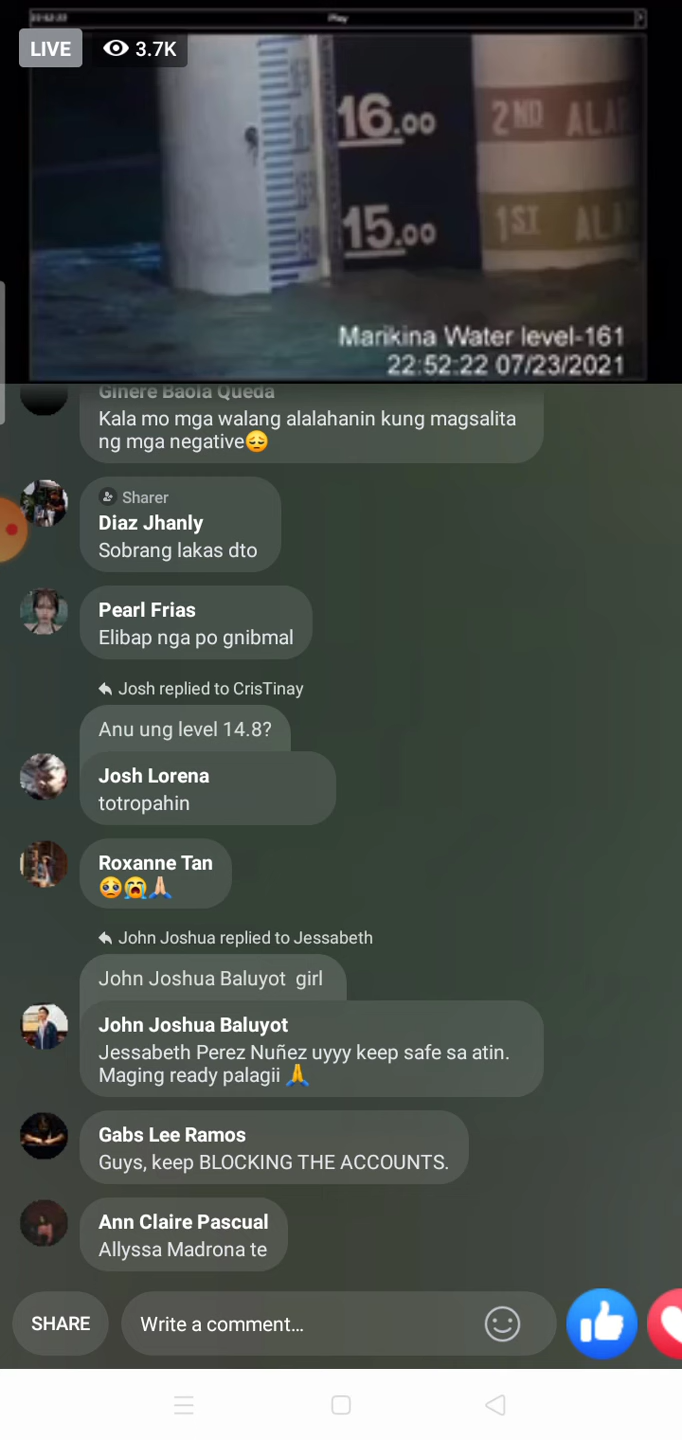 Play
LIVE
3.7K
16.00
2ND ALA
15.00
1ST ALA
Marikina Water level-161
22:52:22 07/23/2021
Ginere Baola Queda
Kala mo mga walang alalahanin kung magsalita
ng mga negative😔
Sharer
Diaz Jhanly
Sobrang lakas dto
Pearl Frias
Elibap nga po gnibmal
Josh replied to CrisTinay
Anu ung level 14.8?
Josh Lorena
totropahin
Roxanne Tan
🥺😭🙏🏻
John Joshua replied to Jessabeth
John Joshua Baluyot girl
John Joshua Baluyot
Jessabeth Perez Nuñez uyyy keep safe sa atin.
Maging ready palagii 🙏
Gabs Lee Ramos
Guys, keep BLOCKING THE ACCOUNTS.
Ann Claire Pascual
Allyssa Madrona te
SHARE
Write a comment...